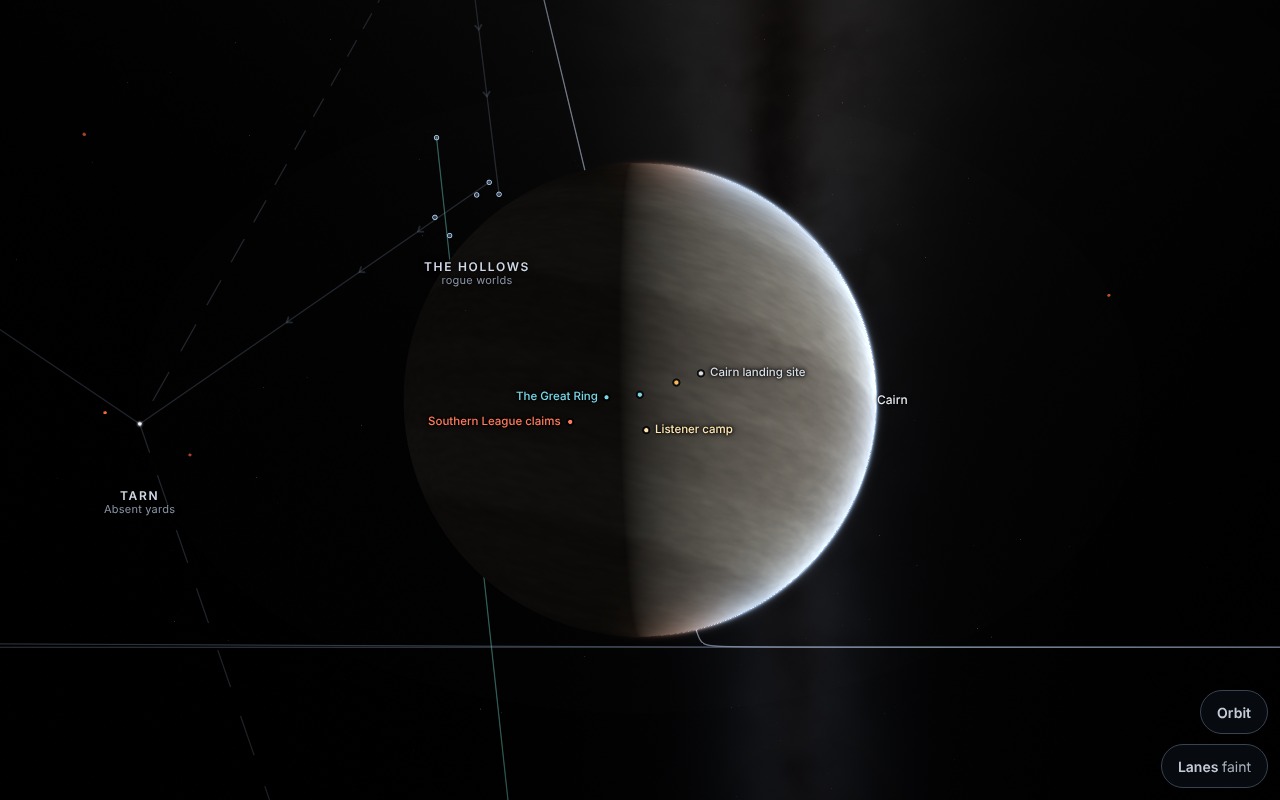 THE HOLLOWS
rogue worlds
Cairn landing site
The Great Ring
Cairn
Southern League claims
Listener camp
TARN
Absent yards
Orbit
Lanes faint